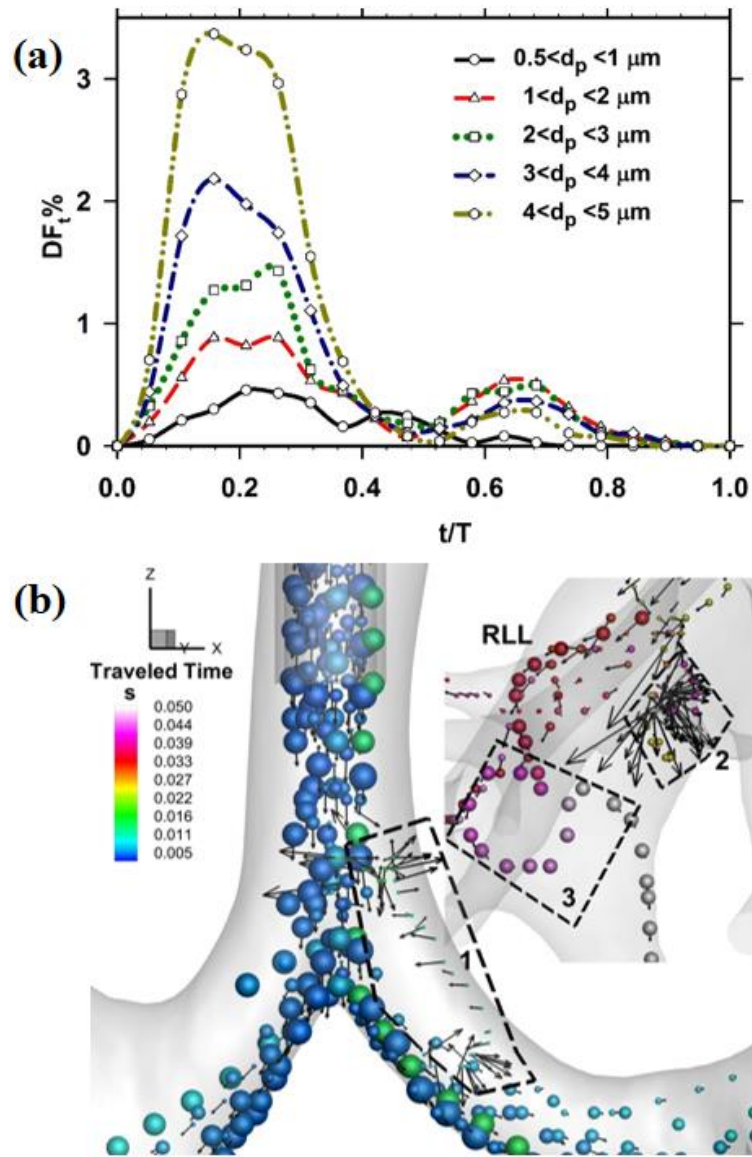 (a)
3
2
1
0
DFt%
0.5<dp <1 μm
1<dp <2 μm
2<dp <3 μm
3<dp <4 μm
4<dp <5 μm
0.0 0.2 0.4 0.6 0.8 1.0
t/T
(b)
Z
Y X
Traveled Time
s
0.050
0.044
0.039
0.033
0.028
0.022
0.016
0.011
0.005
RLL
2
3
1